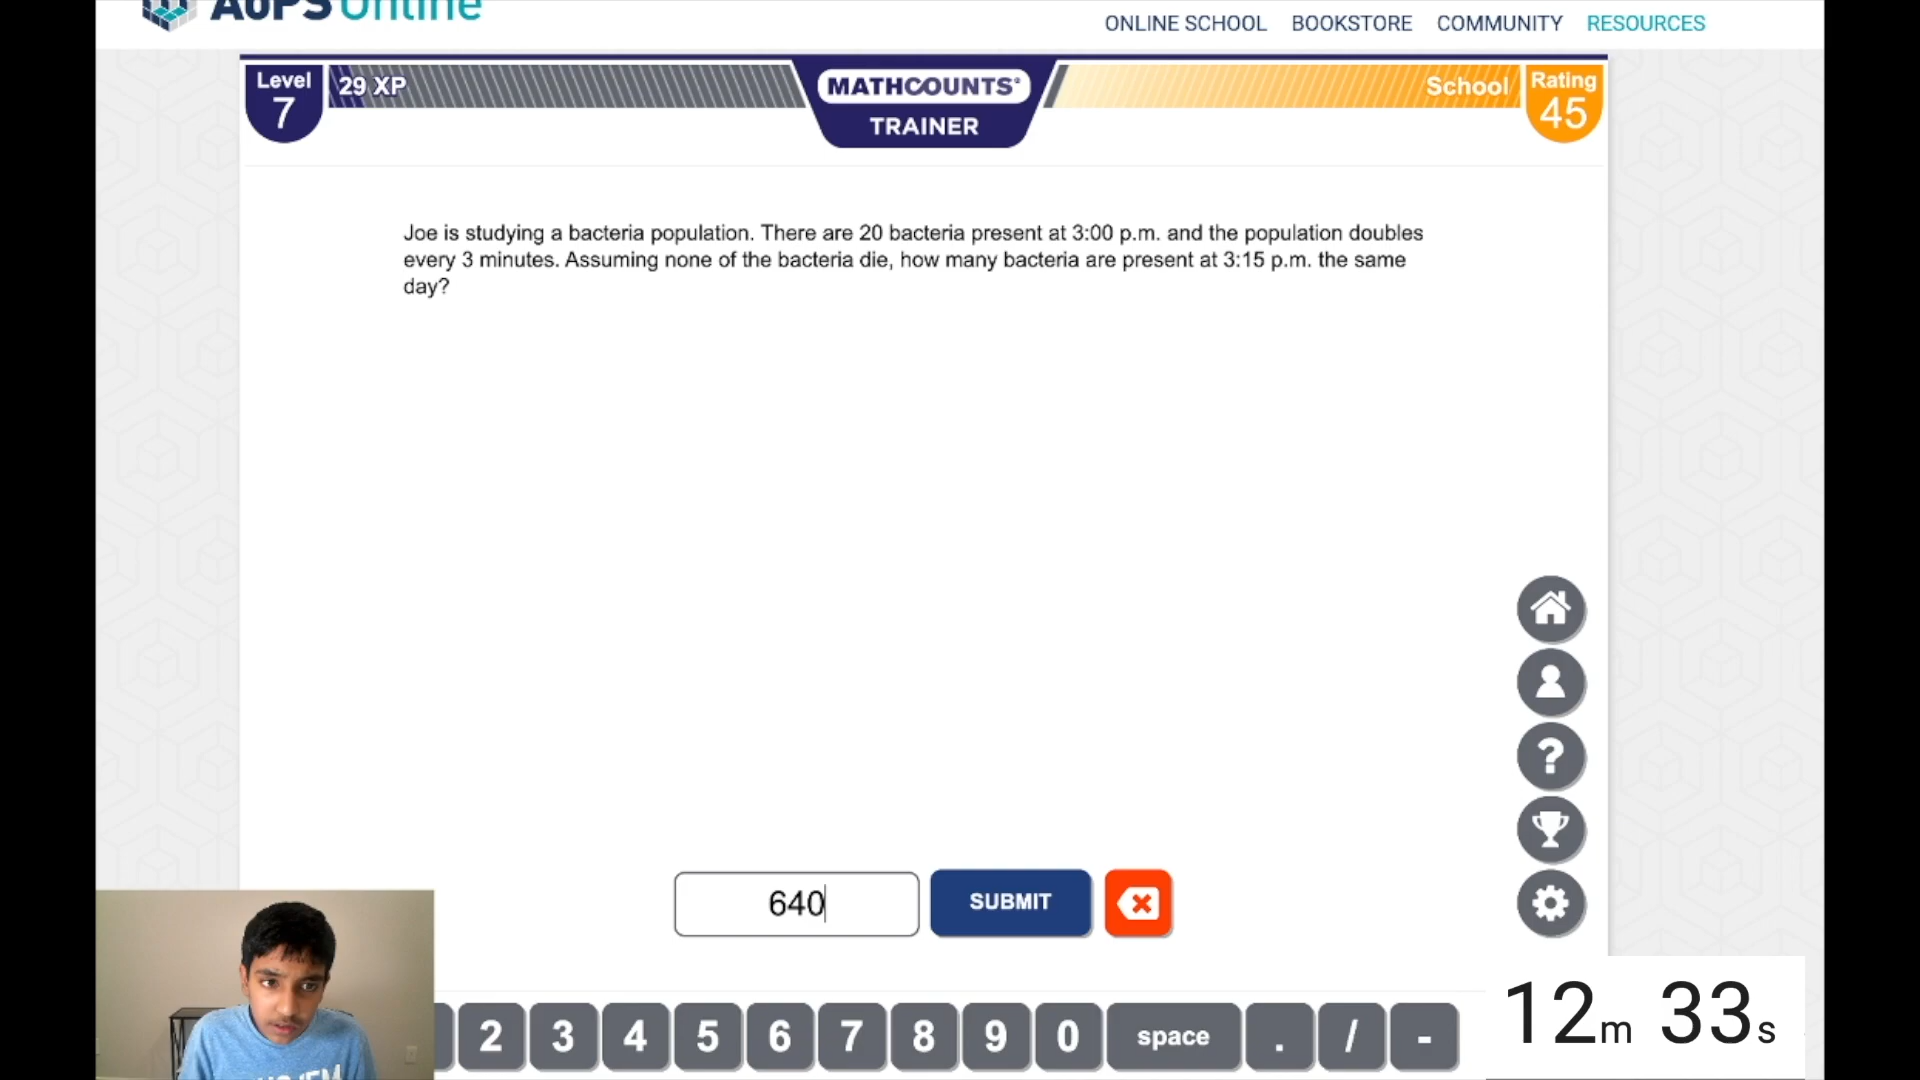 AoPS Online
ONLINE SCHOOL BOOKSTORE COMMUNITY RESOURCES
Level
7
29 XP
MATHCOUNTS®
TRAINER
School
Rating
45
Joe is studying a bacteria population. There are 20 bacteria present at 3:00 p.m. and the population doubles
every 3 minutes. Assuming none of the bacteria die, how many bacteria are present at 3:15 p.m. the same
day?
?
640
SUBMIT
2 3 4 5 6 7 8 9 0 space . / -
12m 33s